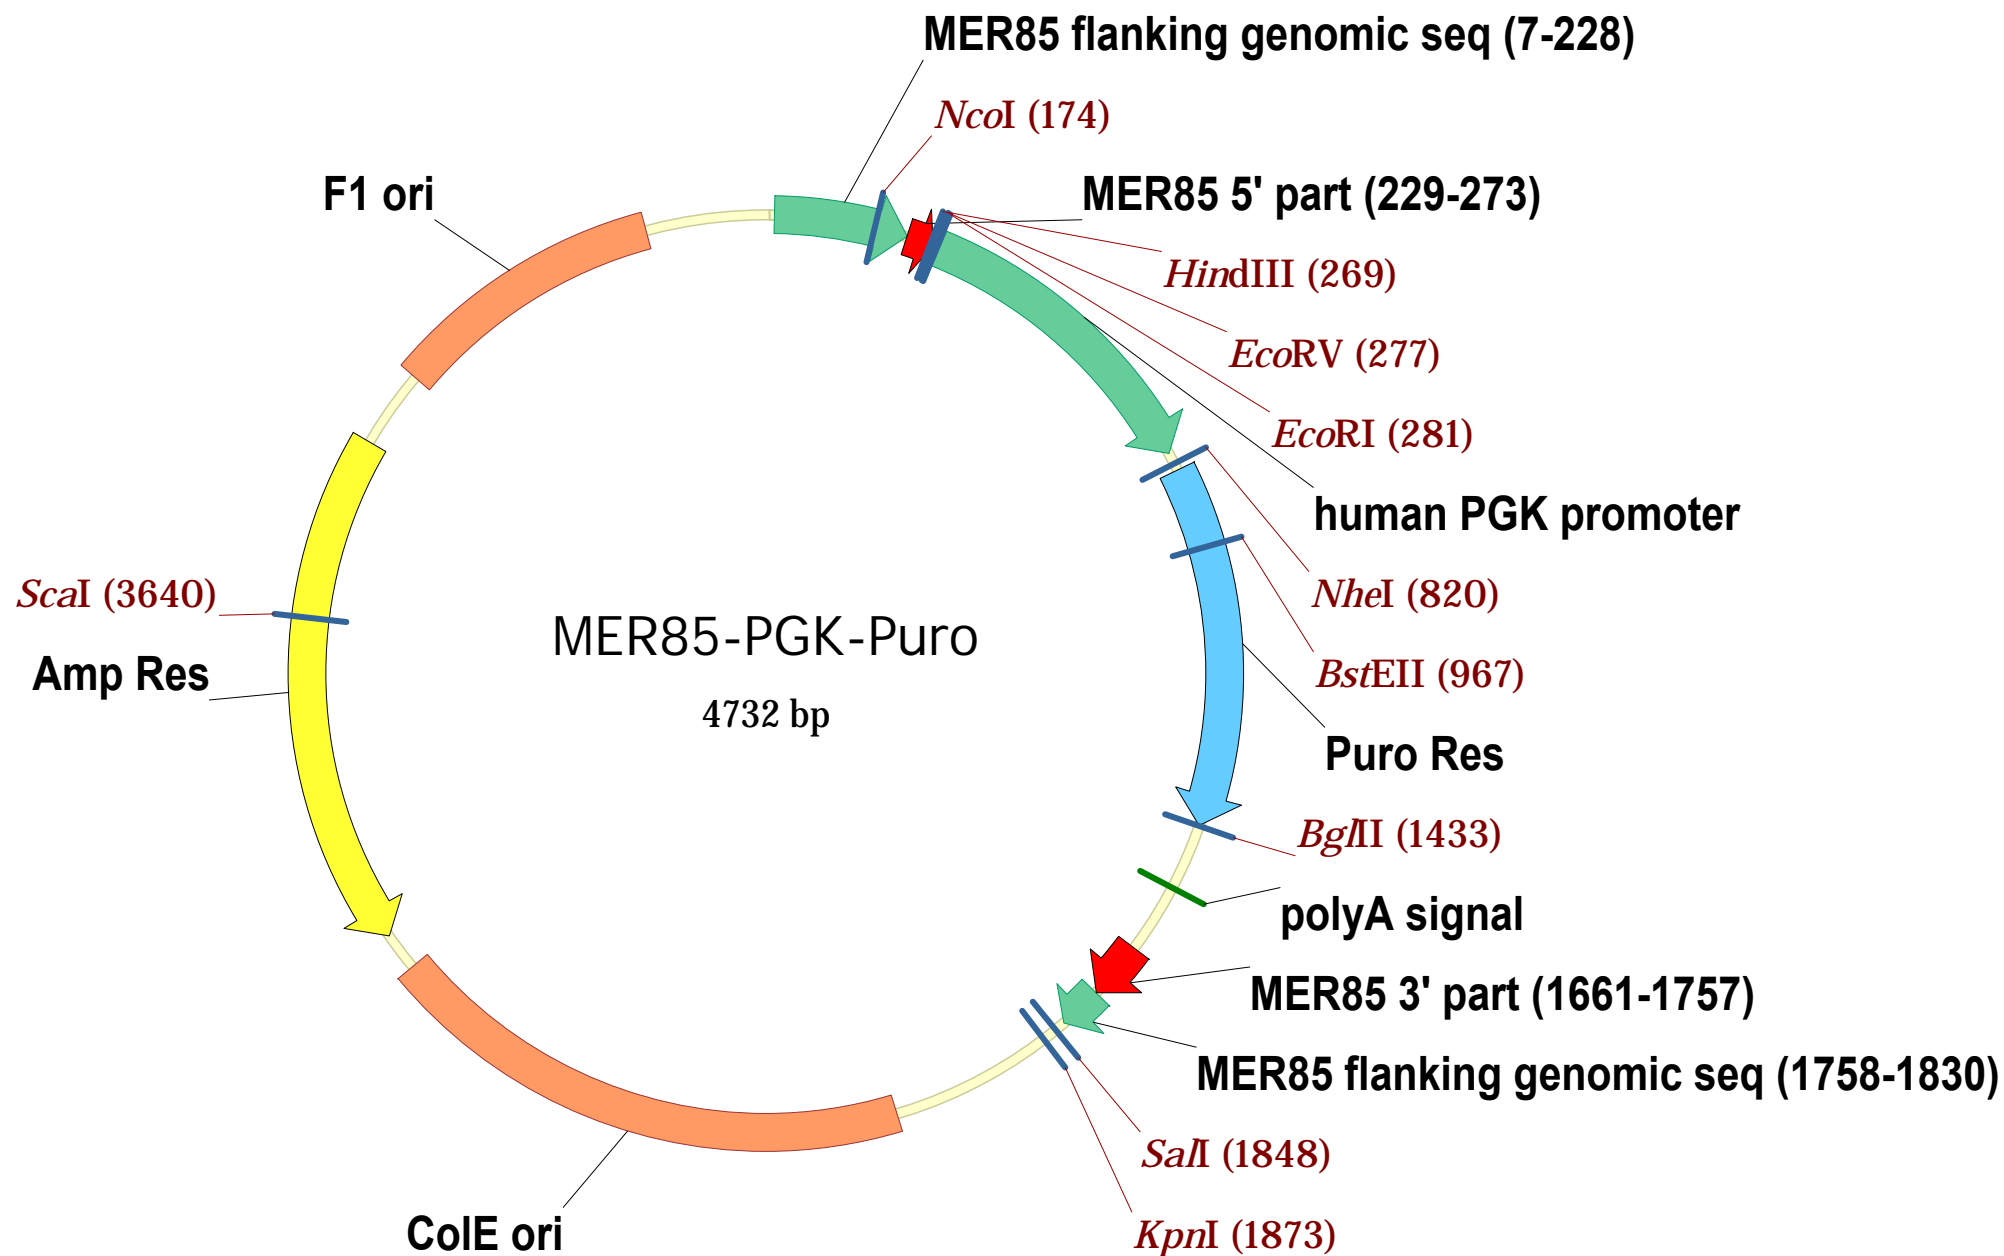 MER85 flanking genomic seq (7-228)
NcoI (174)
F1 ori
MER85 5' part (229-273)
HindIII (269)
EcoRV (277)
EcoRI (281)
human PGK promoter
ScaI (3640)
NheI (820)
MER85-PGK-Puro
Amp Res
BstEII (967)
4732 bp
Puro Res
BglII (1433)
polyA signal
MER85 3' part (1661-1757)
MER85 flanking genomic seq (1758-1830)
SalI (1848)
ColE ori
KpnI (1873)